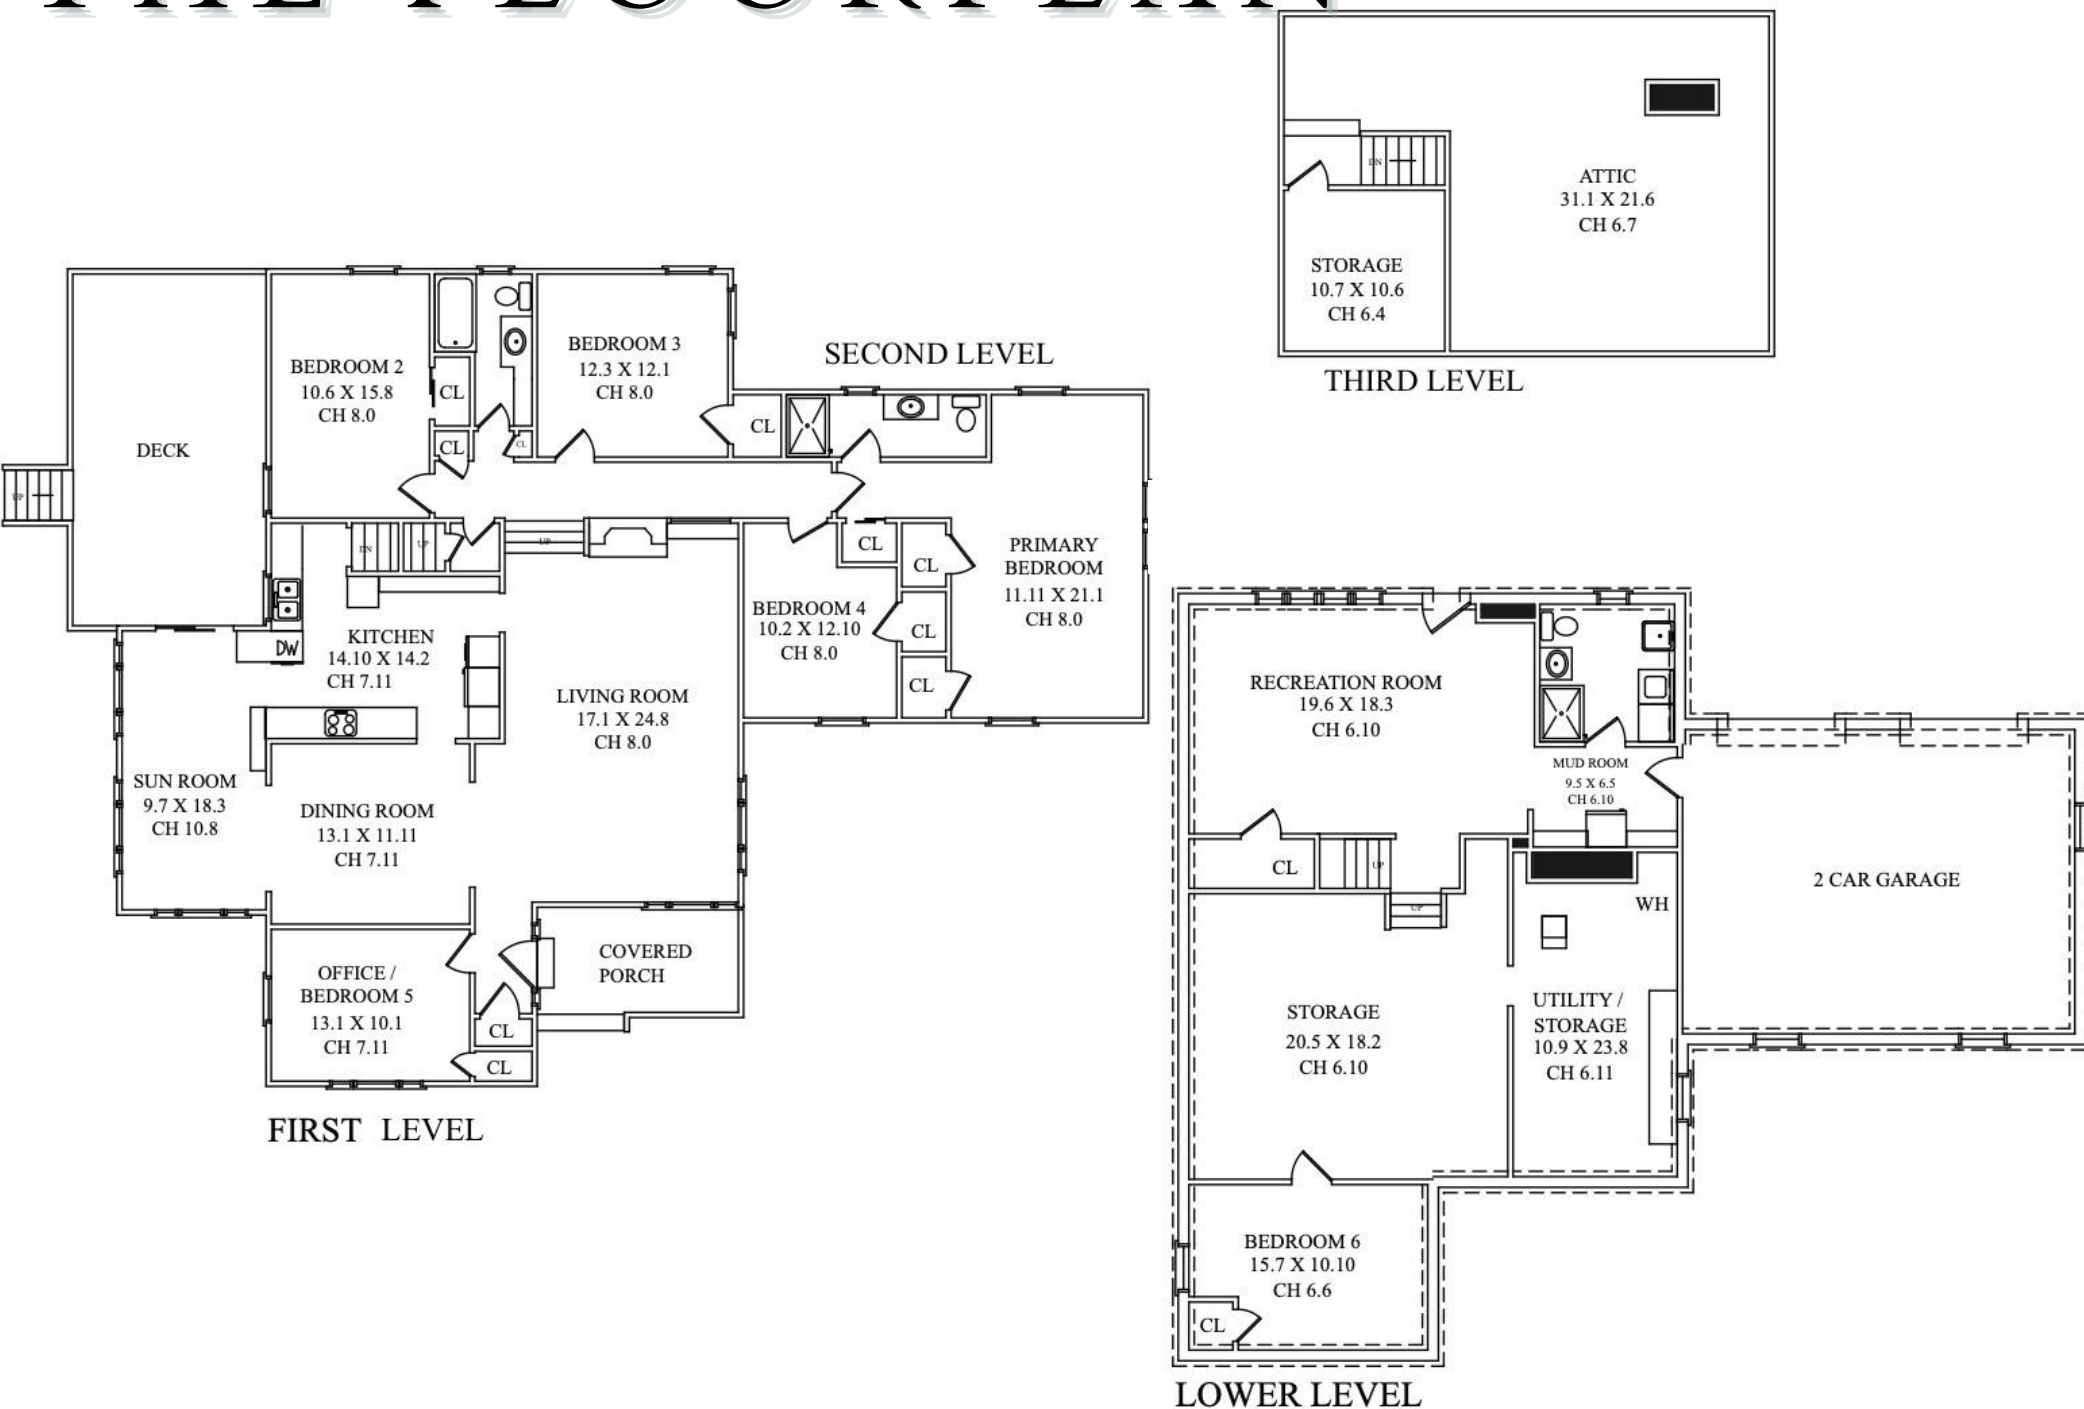 THE FLOORPLAN
ATTIC
31.1 X 21.6
CH 6.7
DN
STORAGE
10.7 X 10.6
CH 6.4
THIRD LEVEL
SECOND LEVEL
DECK
UP
BEDROOM 2
10.6 X 15.8
CH 8.0
CL
CL
CL
BEDROOM 3
12.3 X 12.1
CH 8.0
CL
PRIMARY
BEDROOM
11.11 X 21.1
CH 8.0
CL
CL
CL
CL
BEDROOM 4
10.2 X 12.10
CH 8.0
DN
UP
UP
KITCHEN
14.10 X 14.2
CH 7.11
DW
LIVING ROOM
17.1 X 24.8
CH 8.0
SUN ROOM
9.7 X 18.3
CH 10.8
DINING ROOM
13.1 X 11.11
CH 7.11
COVERED
PORCH
OFFICE /
BEDROOM 5
13.1 X 10.1
CH 7.11
CL
CL
FIRST LEVEL
RECREATION ROOM
19.6 X 18.3
CH 6.10
MUD ROOM
9.5 X 6.5
CH 6.10
CL
UP
UP
2 CAR GARAGE
WH
STORAGE
20.5 X 18.2
CH 6.10
UTILITY /
STORAGE
10.9 X 23.8
CH 6.11
BEDROOM 6
15.7 X 10.10
CH 6.6
CL
LOWER LEVEL